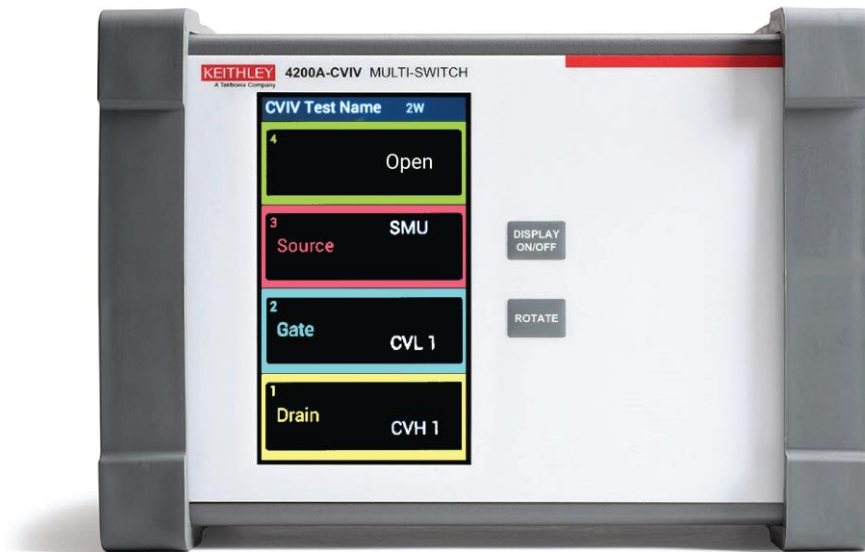 KEITHLEY 4200A-CVIV MULTI-SWITCH
A Tektronix Company
CVIV Test Name 2W
4
Open
3
SMU
Source
2
Gate
CVL 1
1
Drain
CVH 1
DISPLAY
ON/OFF
ROTATE